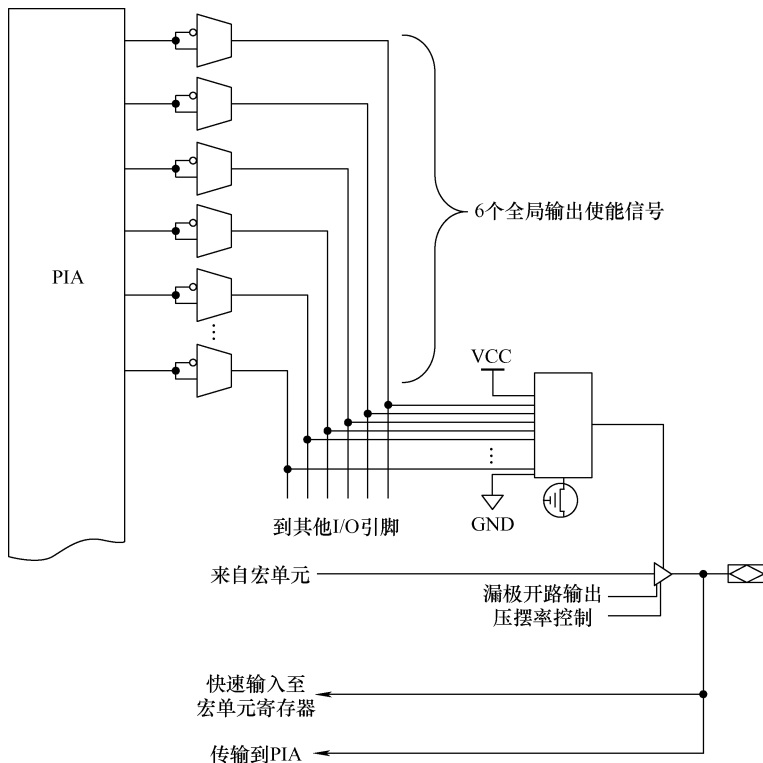 PIA
6个全局输出使能信号
VCC
GND
到其他I/O引脚
来自宏单元
漏极开路输出
压摆率控制
快速输入至
宏单元寄存器
传输到PIA